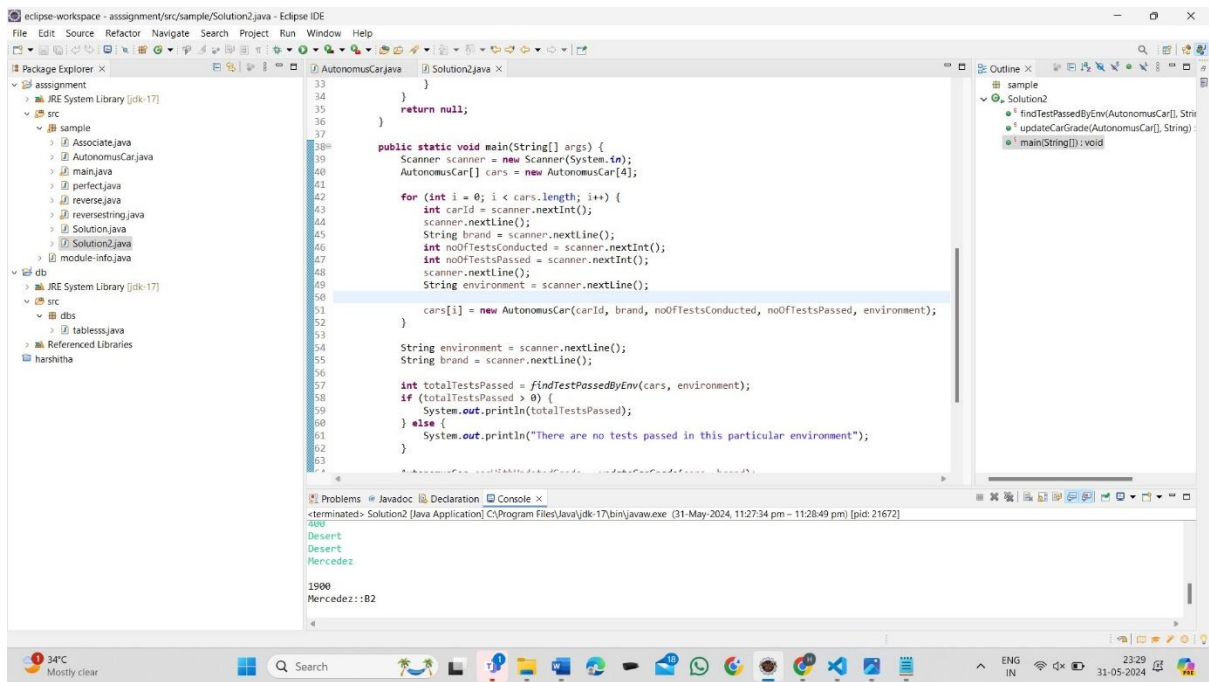 eclipse-workspace - asssignment/src/sample/Solution2.java - Eclipse IDE
File Edit Source Refactor Navigate Search Project Run Window Help
Package Explorer
asssignment
JRE System Library [jdk-17]
src
sample
Associate.java
AutonomusCar.java
main.java
perfect.java
reverse.java
reversestring.java
Solution.java
Solution2.java
module-info.java
db
JRE System Library [jdk-17]
src
dbs
tablesss.java
Referenced Libraries
harshitha
AutonomusCar.java Solution2.java
33 }
34 }
35 return null;
36 }
37
38 public static void main(String[] args) {
39 Scanner scanner = new Scanner(System.in);
40 AutonomusCar[] cars = new AutonomusCar[4];
41
42 for (int i = 0; i < cars.length; i++) {
43 int carId = scanner.nextInt();
44 scanner.nextLine();
45 String brand = scanner.nextLine();
46 int noOfTestsConducted = scanner.nextInt();
47 int noOfTestsPassed = scanner.nextInt();
48 scanner.nextLine();
49 String environment = scanner.nextLine();
50
51 cars[i] = new AutonomusCar(carId, brand, noOfTestsConducted, noOfTestsPassed, environment);
52 }
53
54 String environment = scanner.nextLine();
55 String brand = scanner.nextLine();
56
57 int totalTestsPassed = findTestPassedByEnv(cars, environment);
58 if (totalTestsPassed > 0) {
59 System.out.println(totalTestsPassed);
60 } else {
61 System.out.println("There are no tests passed in this particular environment");
62 }
63
Outline
sample
Solution2
findTestPassedByEnv(AutonomusCar[], Strin
updateCarGrade(AutonomusCar[], String) :
main(String[]) : void
Problems Javadoc Declaration Console
<terminated> Solution2 [Java Application] C:\Program Files\Java\jdk-17\bin\javaw.exe (31-May-2024, 11:27:34 pm – 11:28:49 pm) [pid: 21672]
400
Desert
Desert
Mercedez
1900
Mercedez::B2
34°C
Mostly clear
Search
18
ENG
IN
23:29
31-05-2024